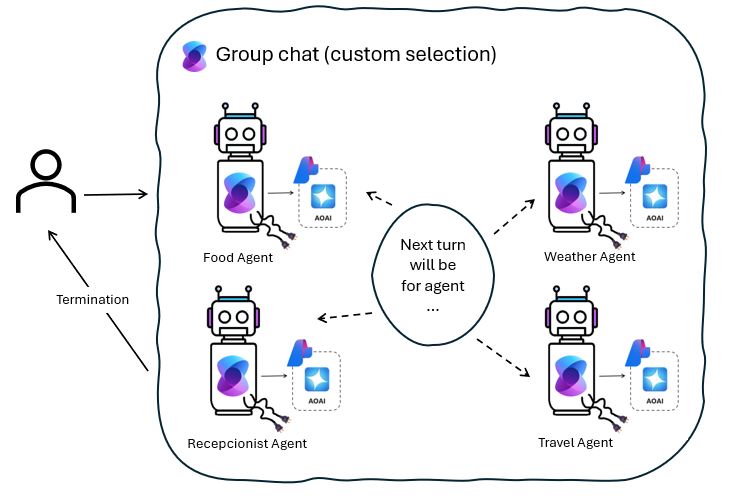 Group chat (custom selection)
AOAI
Food Agent
AOAI
Weather Agent
Next turn
will be
for agent
...
Termination
AOAI
Recepcionist Agent
AOAI
Travel Agent